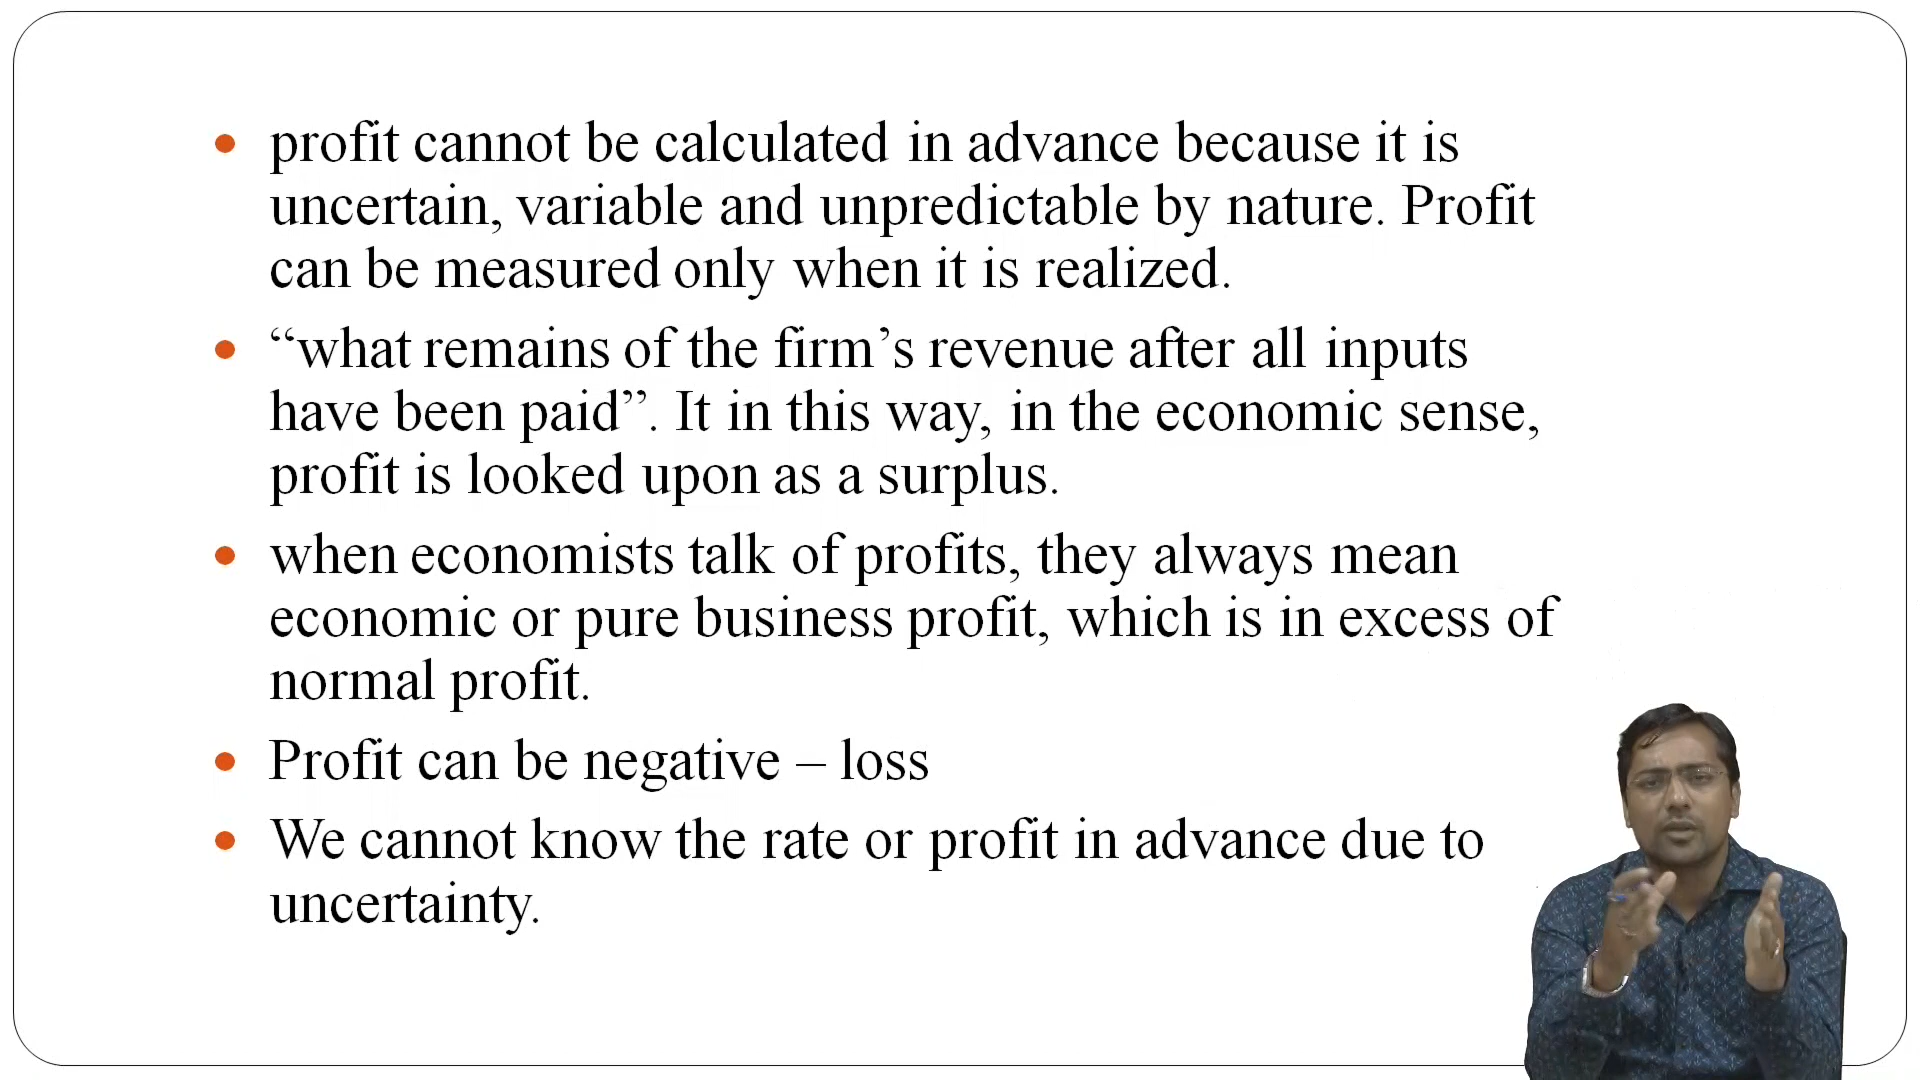 profit cannot be calculated in advance because it is
uncertain, variable and unpredictable by nature. Profit
can be measured only when it is realized.
“what remains of the firm’s revenue after all inputs
have been paid”. It in this way, in the economic sense,
profit is looked upon as a surplus.
when economists talk of profits, they always mean
economic or pure business profit, which is in excess of
normal profit.
Profit can be negative – loss
We cannot know the rate or profit in advance due to
uncertainty.